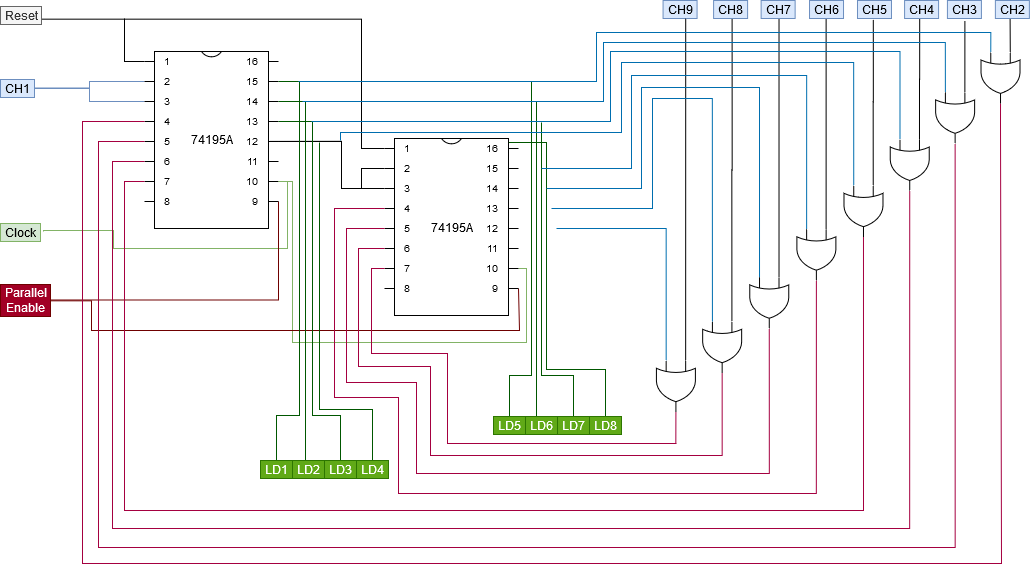 Reset
CH9 CH8 CH7 CH6 CH5 CH4 CH3 CH2
1 16
CH1
2 15
3 14
4 13
74195A
5 12
6 11
7 10
8 9
1 16
2 15
3 14
4 13
74195A
5 12
6 11
7 10
8 9
Clock
Parallel
Enable
LD5 LD6 LD7 LD8
LD1 LD2 LD3 LD4